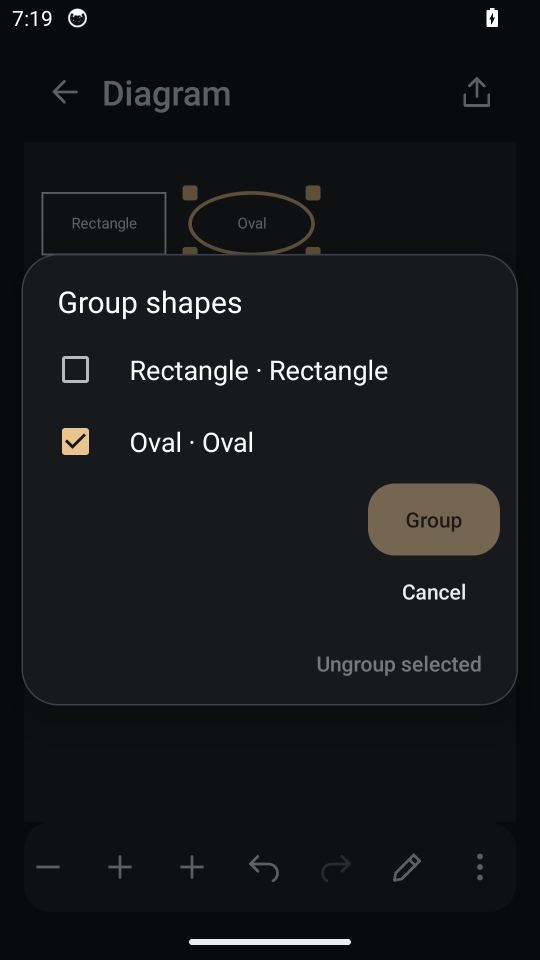 7:19
Diagram
Rectangle
Oval
Group shapes
Rectangle · Rectangle
Oval · Oval
Group
Cancel
Ungroup selected